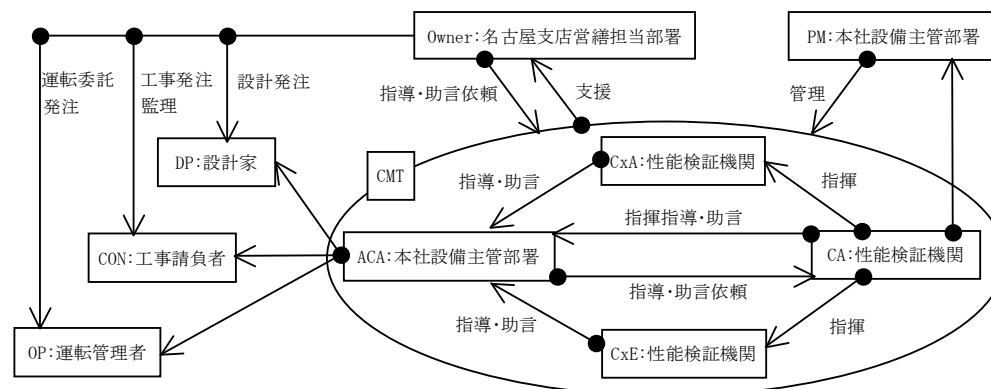 Owner:名古屋支店営繕担当部署
PM:本社設備主管部署
運転委託
発注
工事発注
監理
設計発注
指導・助言依頼
支援
管理
DP:設計家
CMT
CxA:性能検証機関
指導・助言
指揮
指揮指導・助言
CON:工事請負者
ACA:本社設備主管部署
CA:性能検証機関
指導・助言依頼
指導・助言
指揮
OP:運転管理者
CxE:性能検証機関